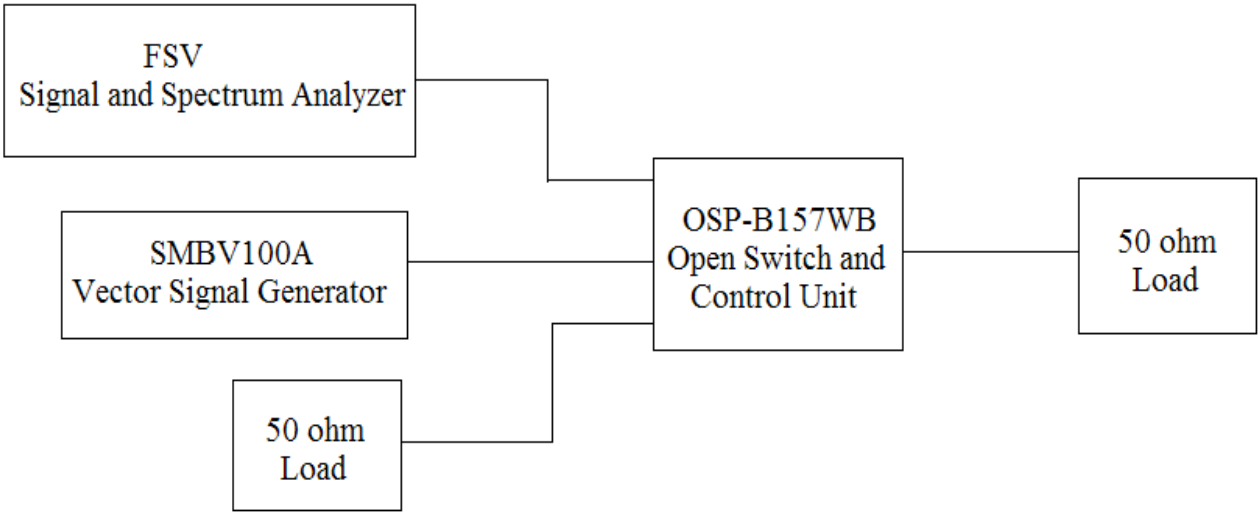 FSV
Signal and Spectrum Analyzer
SMBV100A
Vector Signal Generator
50 ohm
Load
OSP-B157WB
Open Switch and
Control Unit
50 ohm
Load